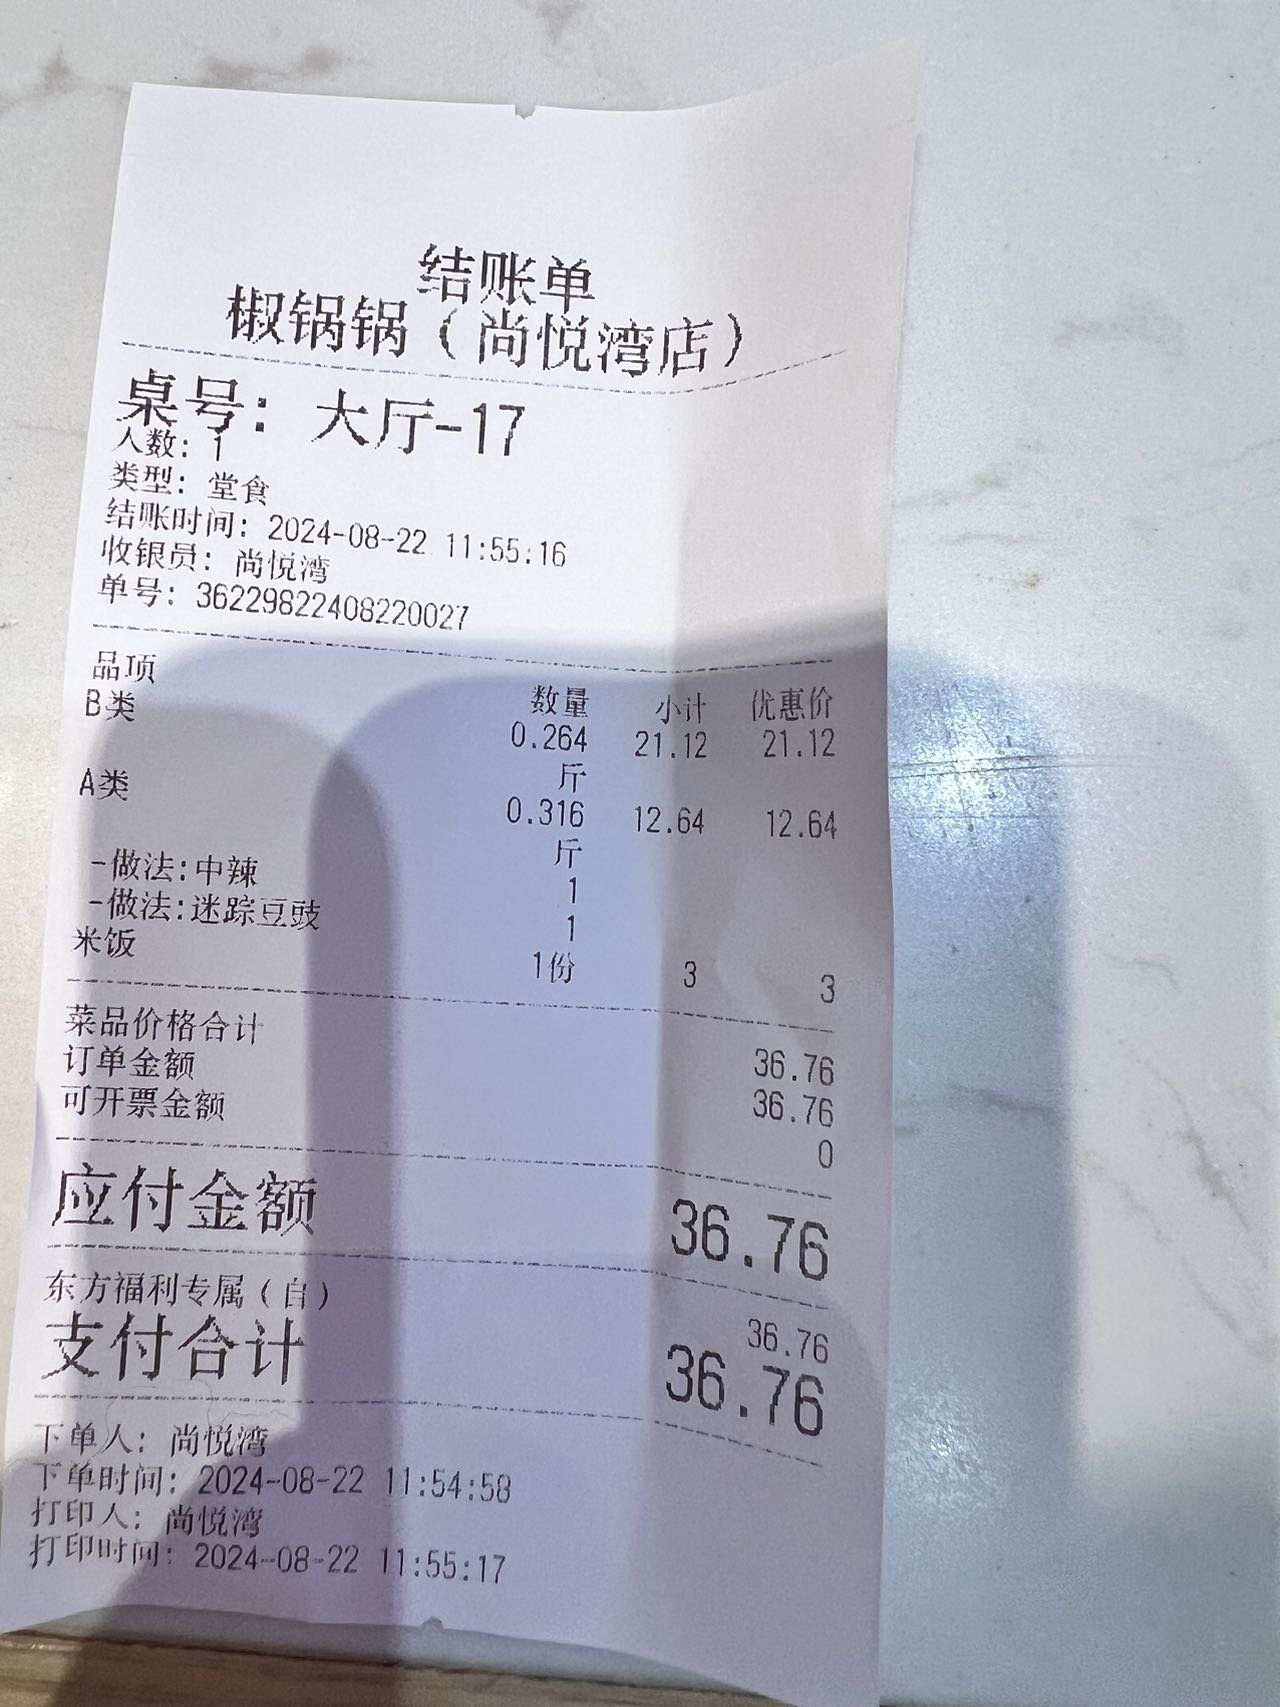 结账单
椒锅锅（尚悦湾店）
桌号：大厅-17
人数：1
类型：堂食
结账时间：2024-08-22 11:55:16
收银员：尚悦湾
单号：36229822408220027
品项 数量 小计 优惠价
B类 0.264 21.12 21.12
斤
A类 0.316 12.64 12.64
斤
-做法:中辣 1
-做法:迷踪豆豉 1
米饭 1份 3 3
菜品价格合计 36.76
订单金额 36.76
可开票金额 0
应付金额 36.76
东方福利专属（自） 36.76
支付合计 36.76
下单人：尚悦湾
下单时间：2024-08-22 11:54:58
打印人：尚悦湾
打印时间：2024-08-22 11:55:17